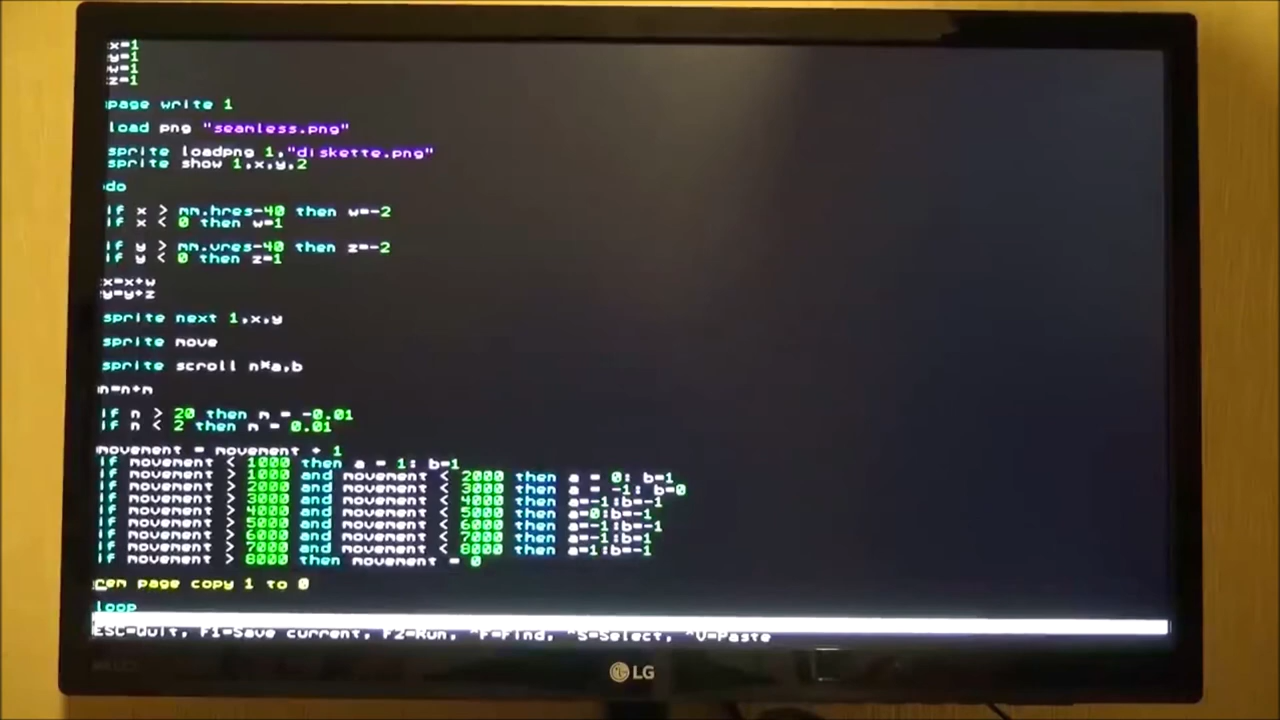 x=1
y=1
w=1
z=1
page write 1
load png "seamless.png"
sprite loadpng 1,"diskette.png"
sprite show 1,x,y,2
do
if x > mm.hres-40 then w=-2
if x < 0 then w=1
if y > mm.vres-40 then z=-2
if y < 0 then z=1
x=x+w
y=y+z
sprite next 1,x,y
sprite move
sprite scroll n*a,b
n=n+m
if n > 20 then m = -0.01
if n < 2 then m = 0.01
movement = movement + 1
if movement < 1000 then a = 1: b=1
if movement > 1000 and movement < 2000 then a = 0: b=1
if movement > 2000 and movement < 3000 then a = -1: b=0
if movement > 3000 and movement < 4000 then a=-1:b=-1
if movement > 4000 and movement < 5000 then a=0:b=-1
if movement > 5000 and movement < 6000 then a=-1:b=-1
if movement > 6000 and movement < 7000 then a=-1:b=1
if movement > 7000 and movement < 8000 then a=1:b=-1
if movement > 8000 then movement = 0
rem page copy 1 to 0
loop
ESC=Quit, F1=Save current, F2=Run, ^F=Find, ^S=Select, ^V=Paste
LG